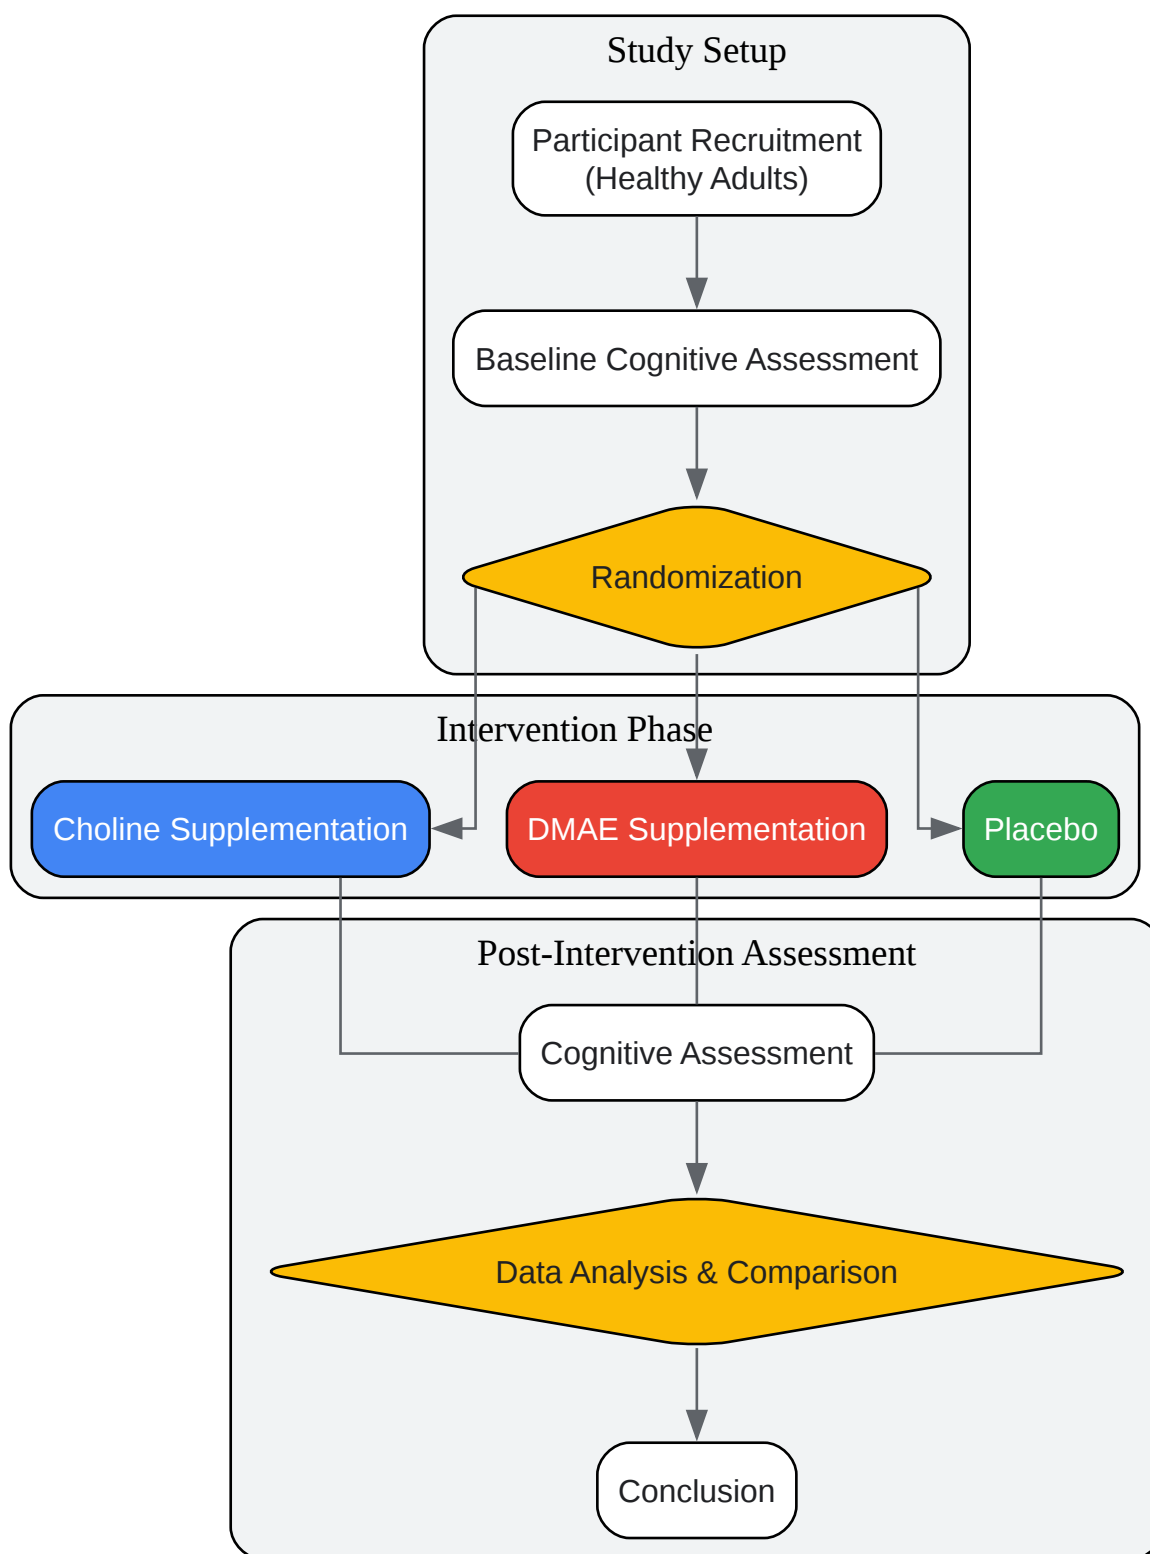 Study Setup
Participant Recruitment
(Healthy Adults)
Baseline Cognitive Assessment
Randomization
Intervention Phase
Choline Supplementation
DMAE Supplementation
Placebo
Post-Intervention Assessment
Cognitive Assessment
Data Analysis & Comparison
Conclusion